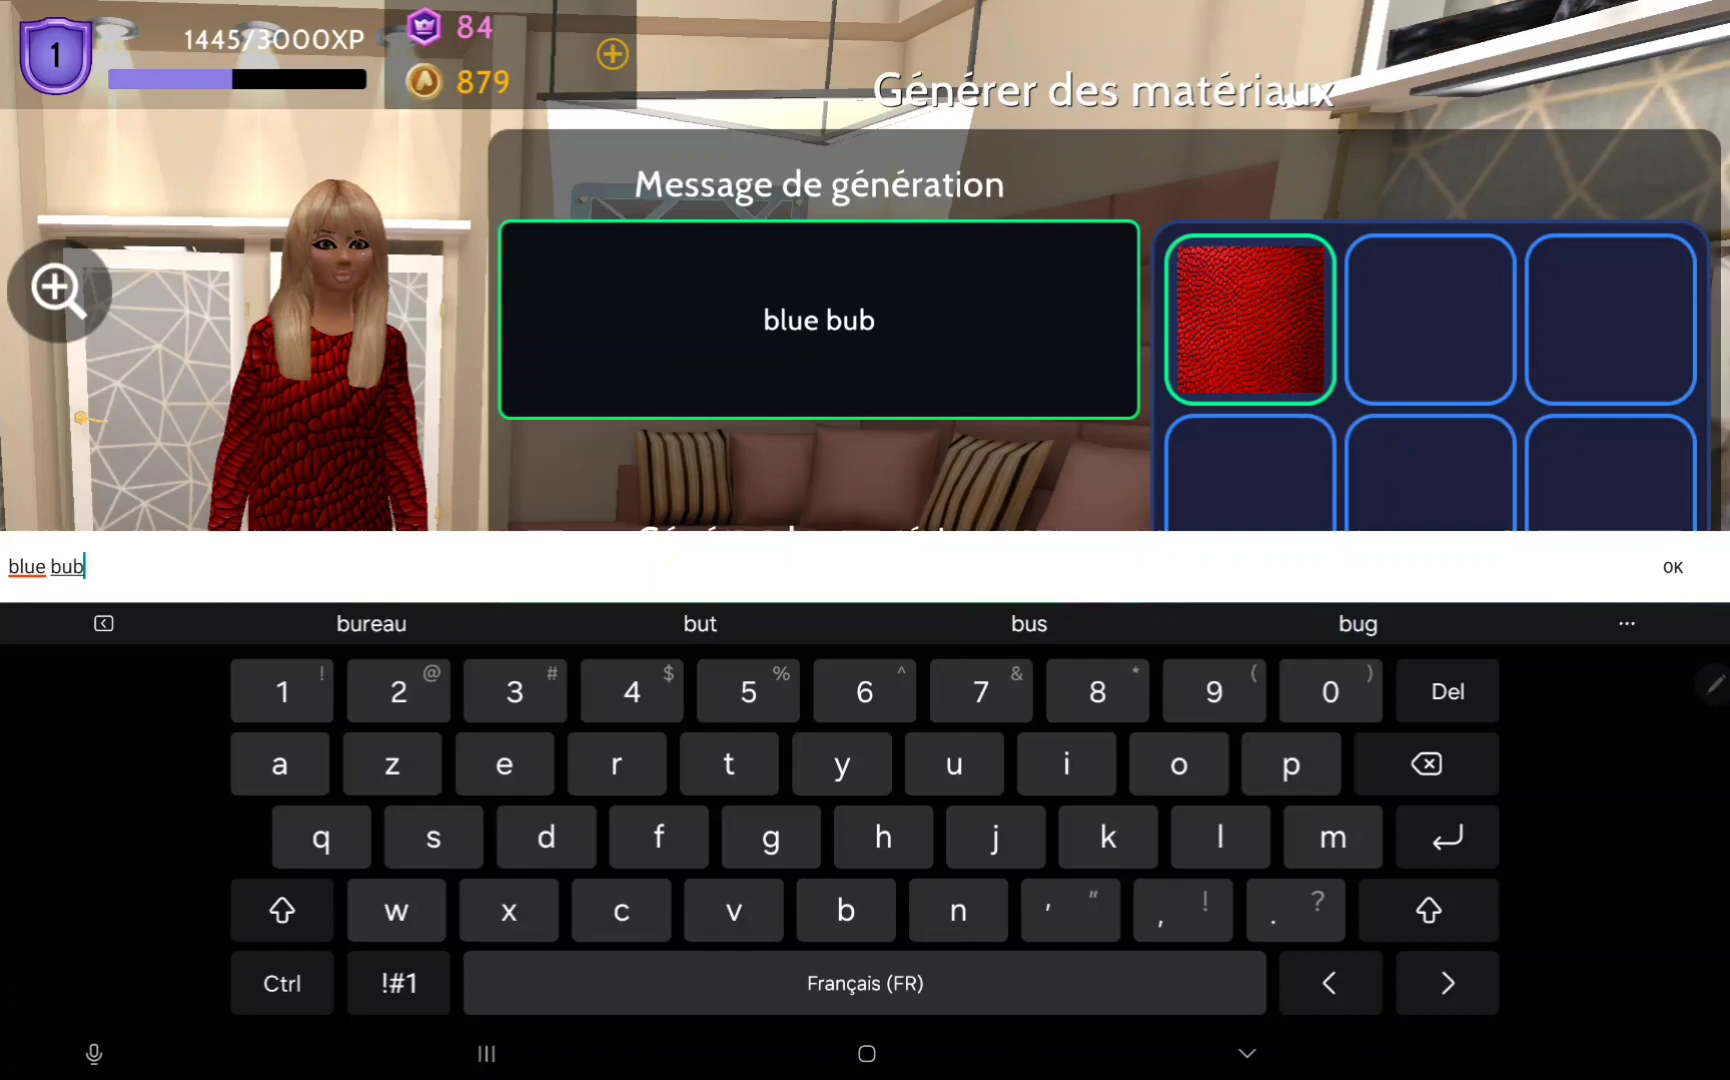 1
1445/3000XP
84
879
Générer des matériaux
Message de génération
blue bub
blue bub
OK
bureau but bus bug ...
1 ! 2 @ 3 # 4 $ 5 % 6 ^ 7 & 8 * 9 ( 0 ) Del
a z e r t y u i o p
q s d f g h j k l m
w x c v b n ' " , ! . ?
Ctrl !#1 Français (FR) < >